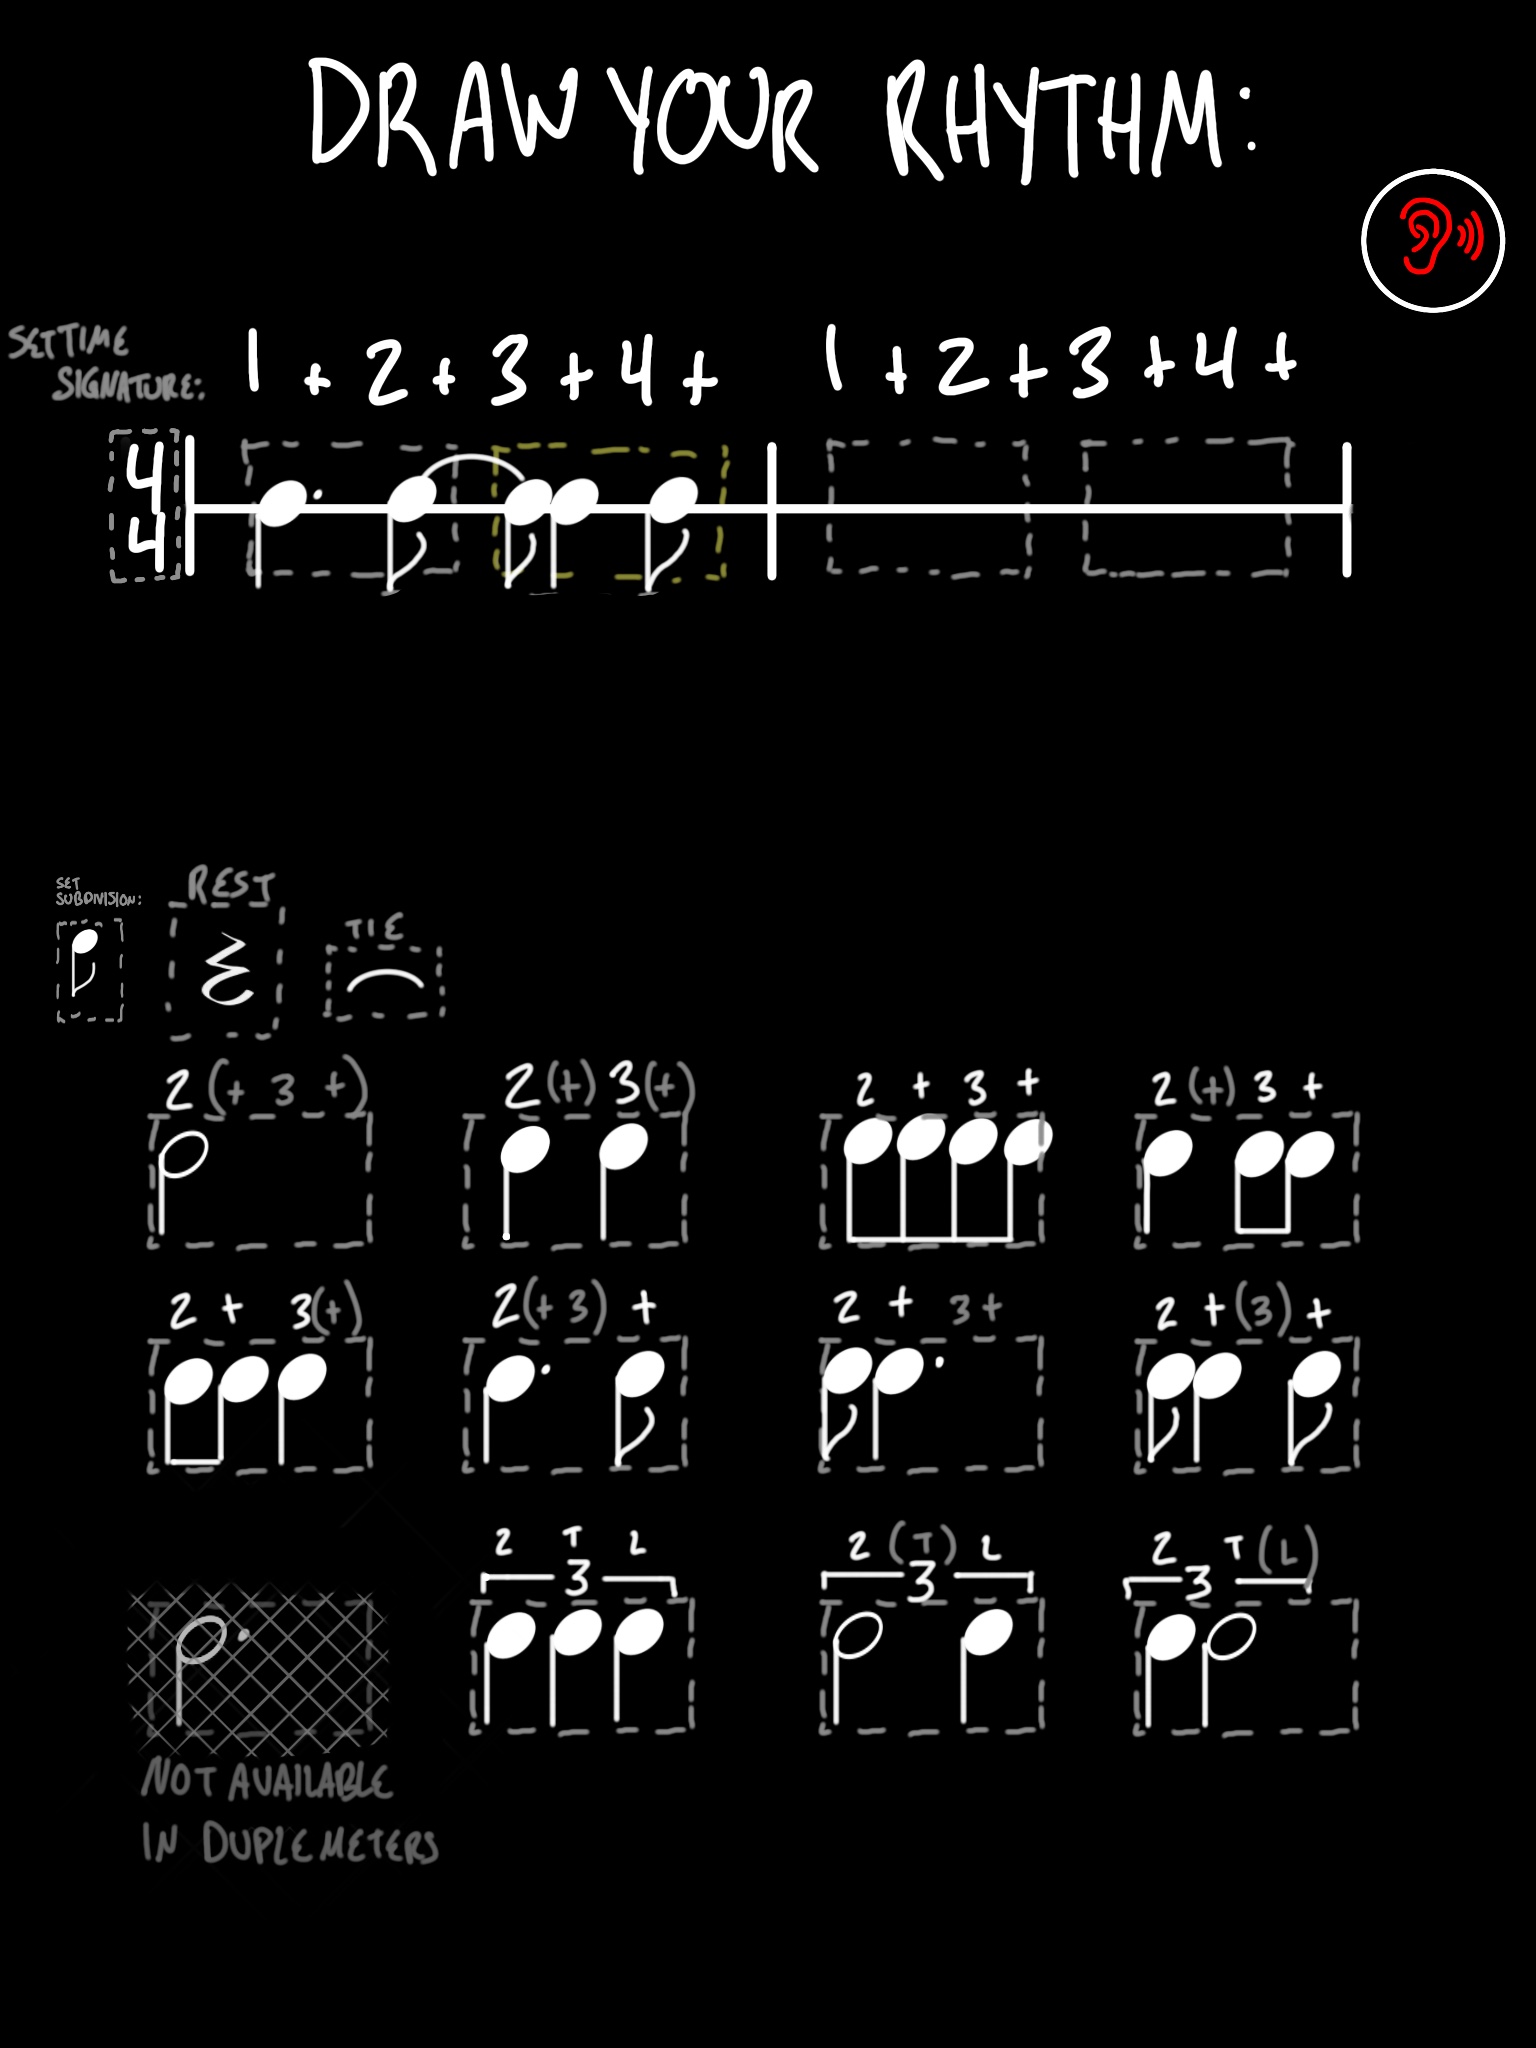 DRAW YOUR RHYTHM:
SET TIME
SIGNATURE:
1 + 2 + 3 + 4 + 1 + 2 + 3 + 4 +
4
4
SET
SUBDIVISION:
REST
TIE
2 (+ 3 +) 2 (+) 3 (+) 2 + 3 + 2 (+) 3 +
2 + 3 (+) 2 (+ 3) + 2 + 3 + 2 + (3) +
2 T L 2 (T) L 2 T (L)
3 3 3
NOT AVAILABLE
IN DUPLE METERS